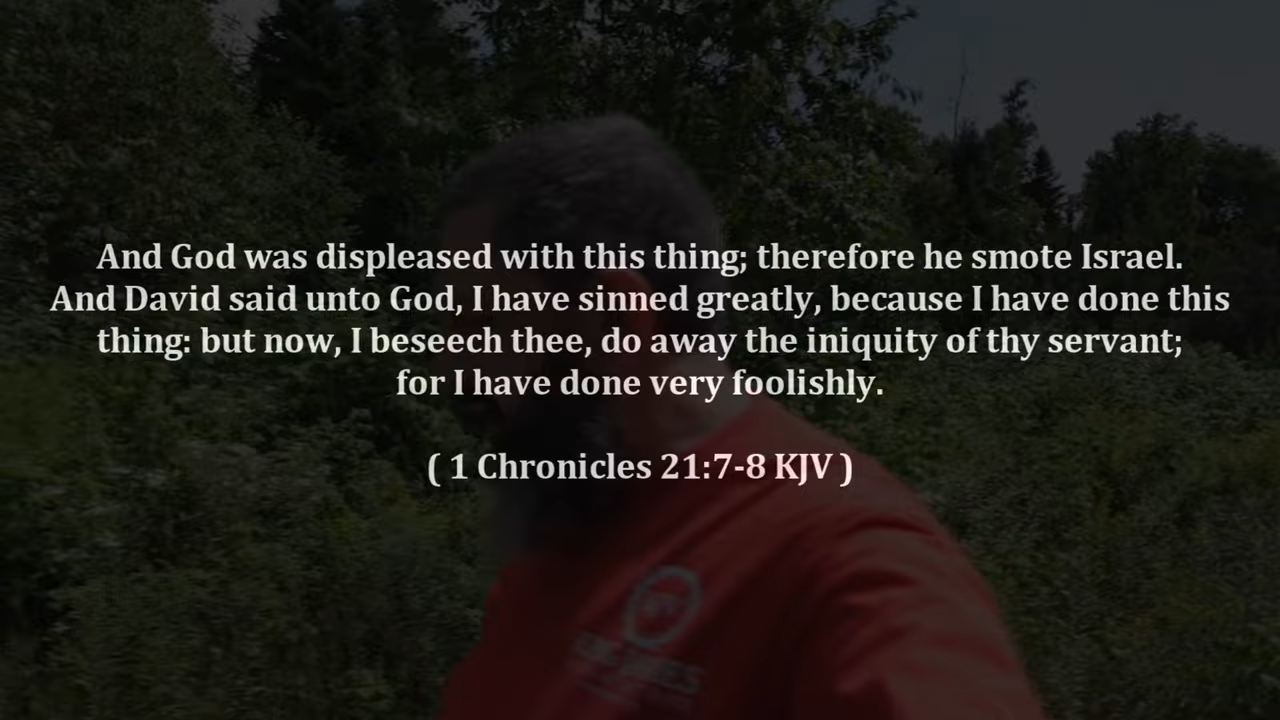 And God was displeased with this thing; therefore he smote Israel.
And David said unto God, I have sinned greatly, because I have done this
thing: but now, I beseech thee, do away the iniquity of thy servant;
for I have done very foolishly.
( 1 Chronicles 21:7-8 KJV )